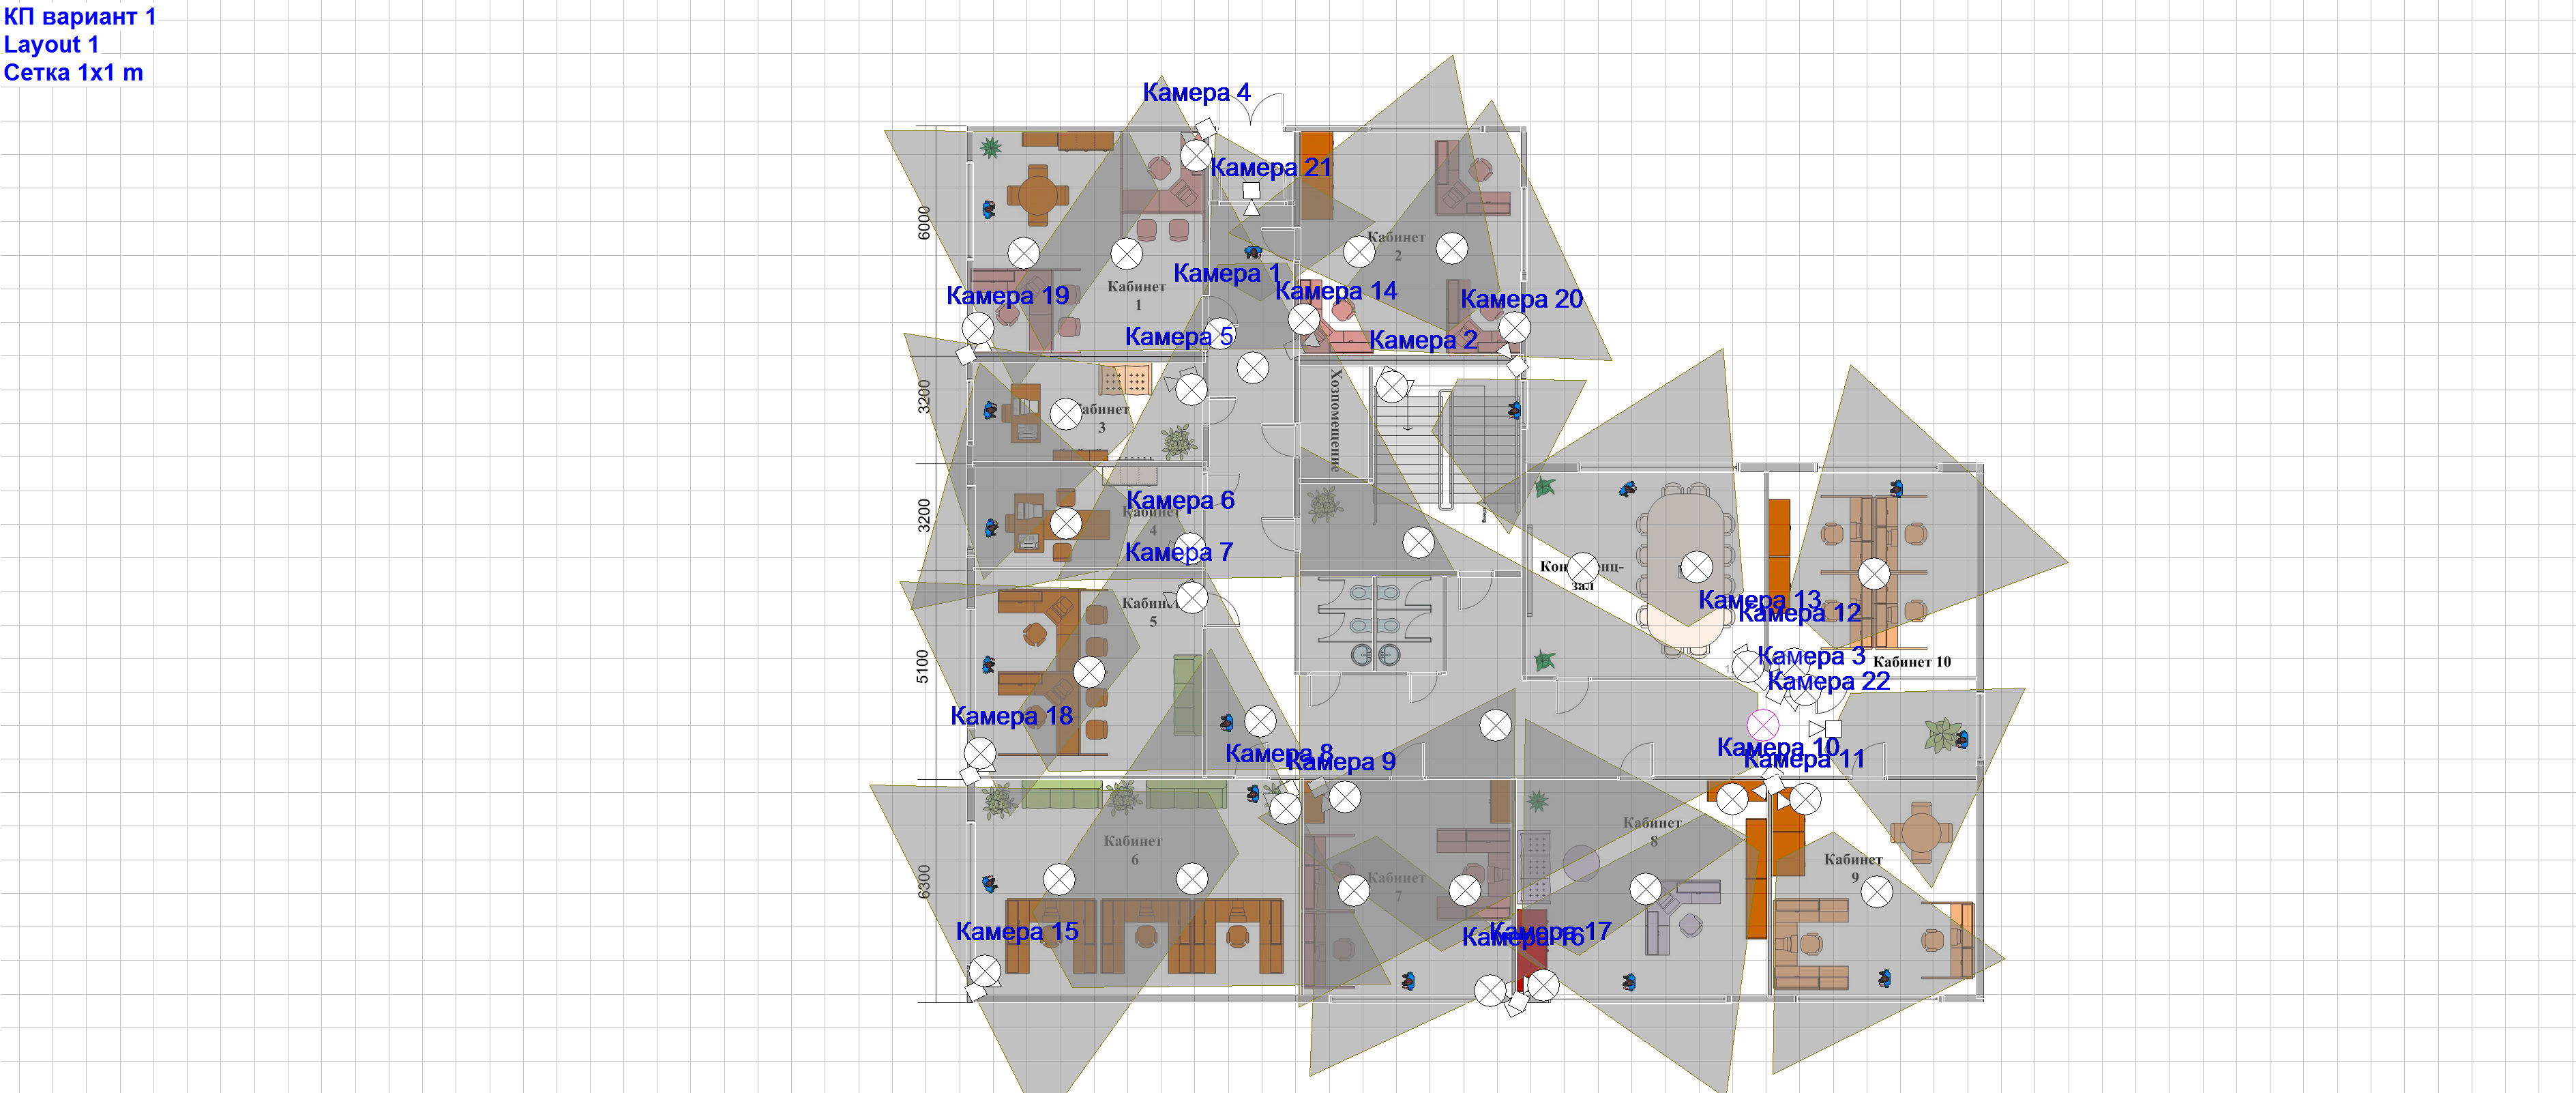 КП вариант 1
Layout 1
Сетка 1x1 m
Камера 4
Камера 21
6000
Кабинет
2
Камера 1
Кабинет
1
Камера 19
Камера 14
Камера 20
Камера 5
Камера 2
3200
Хозпомещение
Кабинет
3
3200
Камера 6
Кабинет
4
Камера 7
Кабинет
5
зал
Камера 13
Камера 12
5100
Камера 3
Кабинет 10
Камера 22
Камера 18
Камера 8
Камера 9
Камера 10
Камера 11
Кабинет
6
Кабинет
8
Кабинет
9
6300
Кабинет
7
Камера 15
Камера 16
Камера 17